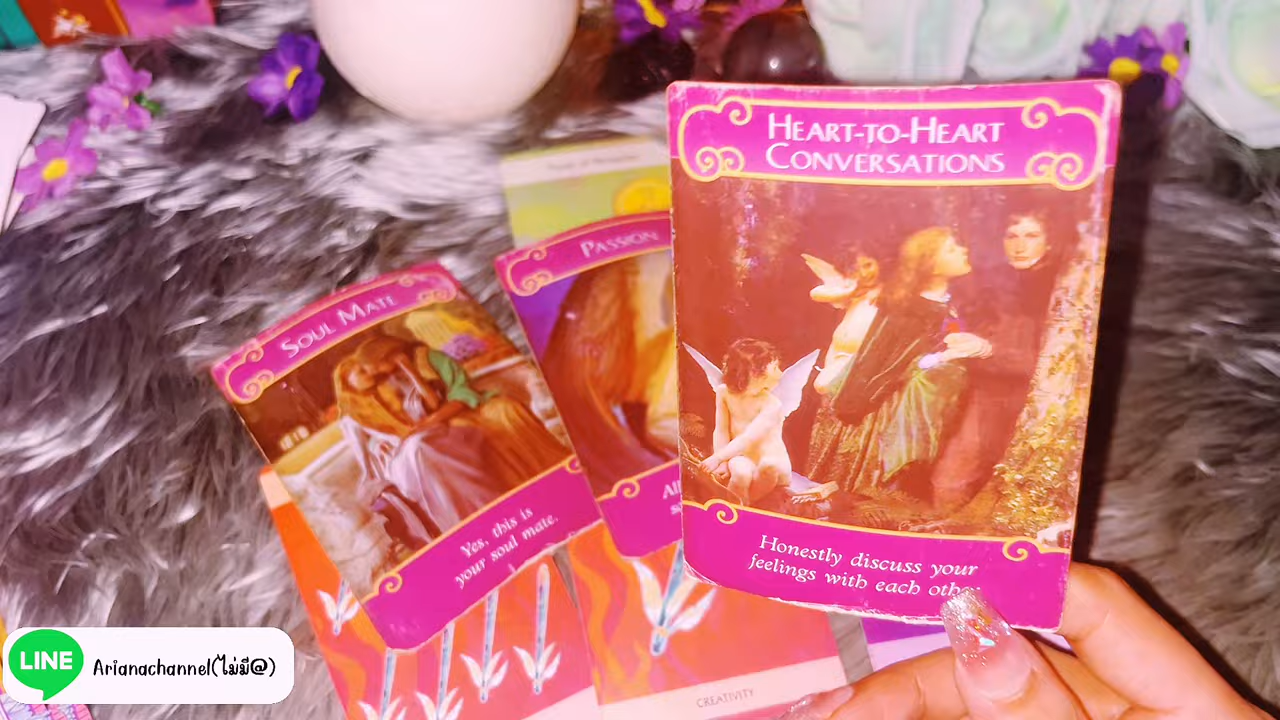 HEART-TO-HEART
CONVERSATIONS
PASSION
SOUL MATE
Yes, this is
your soul mate.
All
Honestly discuss your
feelings with each
CREATIVITY
LINE
Arianachannel(ไม่มี@)